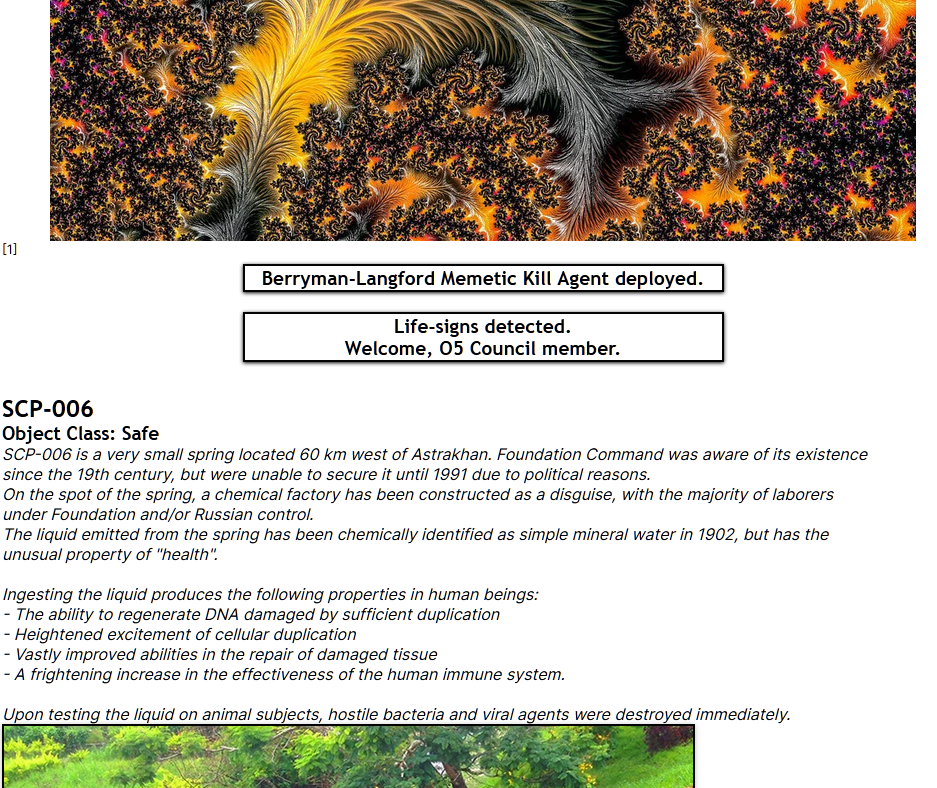 [1]
Berryman-Langford Memetic Kill Agent deployed.
Life-signs detected.
Welcome, O5 Council member.
SCP-006
Object Class: Safe
SCP-006 is a very small spring located 60 km west of Astrakhan. Foundation Command was aware of its existence
since the 19th century, but were unable to secure it until 1991 due to political reasons.
On the spot of the spring, a chemical factory has been constructed as a disguise, with the majority of laborers
under Foundation and/or Russian control.
The liquid emitted from the spring has been chemically identified as simple mineral water in 1902, but has the
unusual property of "health".
Ingesting the liquid produces the following properties in human beings:
- The ability to regenerate DNA damaged by sufficient duplication
- Heightened excitement of cellular duplication
- Vastly improved abilities in the repair of damaged tissue
- A frightening increase in the effectiveness of the human immune system.
Upon testing the liquid on animal subjects, hostile bacteria and viral agents were destroyed immediately.